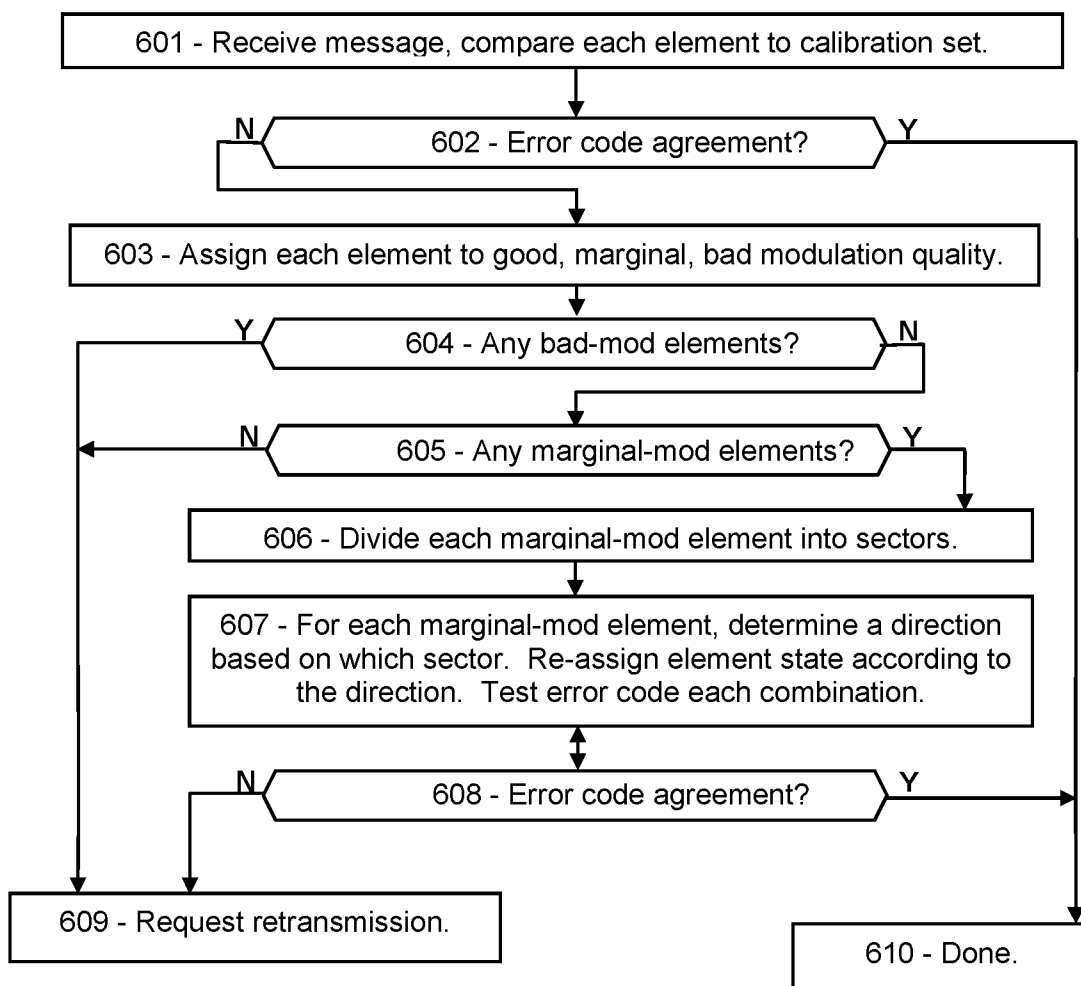 601 - Receive message, compare each element to calibration set.
N
Y
602 - Error code agreement?
603 - Assign each element to good, marginal, bad modulation quality.
Y
N
604 - Any bad-mod elements?
N
Y
605 - Any marginal-mod elements?
606 - Divide each marginal-mod element into sectors.
607 - For each marginal-mod element, determine a direction
based on which sector. Re-assign element state according to
the direction. Test error code each combination.
N
Y
608 - Error code agreement?
609 - Request retransmission.
610 - Done.